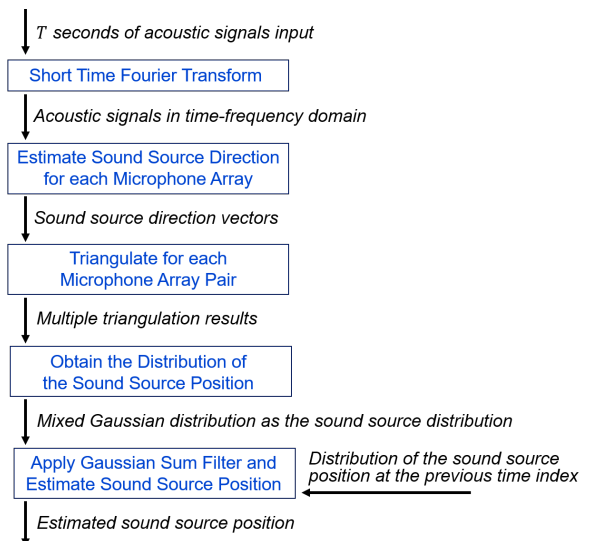 T seconds of acoustic signals input
Short Time Fourier Transform
Acoustic signals in time-frequency domain
Estimate Sound Source Direction
for each Microphone Array
Sound source direction vectors
Triangulate for each
Microphone Array Pair
Multiple triangulation results
Obtain the Distribution of
the Sound Source Position
Mixed Gaussian distribution as the sound source distribution
Apply Gaussian Sum Filter and
Estimate Sound Source Position
Distribution of the sound source
position at the previous time index
Estimated sound source position